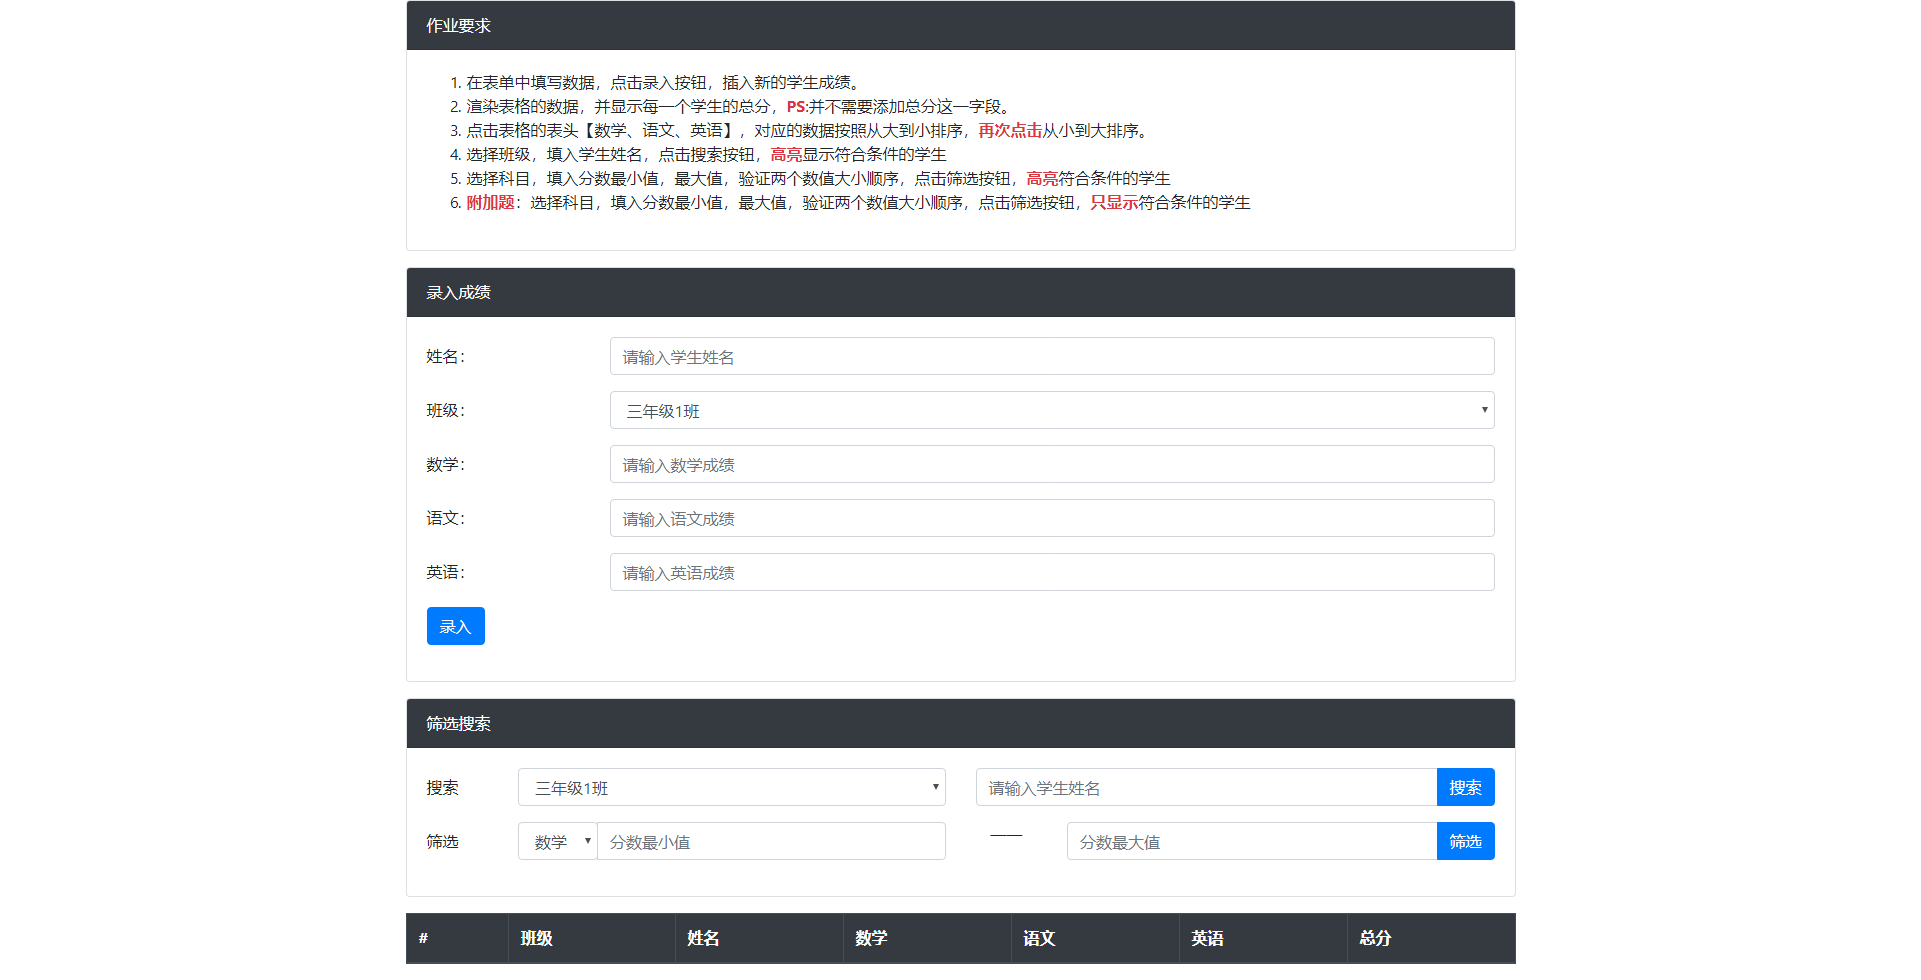 作业要求
1. 在表单中填写数据，点击录入按钮，插入新的学生成绩。
2. 渲染表格的数据，并显示每一个学生的总分，PS:并不需要添加总分这一字段。
3. 点击表格的表头【数学、语文、英语】，对应的数据按照从大到小排序，再次点击从小到大排序。
4. 选择班级，填入学生姓名，点击搜索按钮，高亮显示符合条件的学生
5. 选择科目，填入分数最小值，最大值，验证两个数值大小顺序，点击筛选按钮，高亮符合条件的学生
6. 附加题：选择科目，填入分数最小值，最大值，验证两个数值大小顺序，点击筛选按钮，只显示符合条件的学生
录入成绩
姓名： 请输入学生姓名
班级： 三年级1班
数学： 请输入数学成绩
语文： 请输入语文成绩
英语： 请输入英语成绩
录入
筛选搜索
搜索 三年级1班 请输入学生姓名 搜索
筛选 数学 分数最小值 —— 分数最大值 筛选
# 班级 姓名 数学 语文 英语 总分